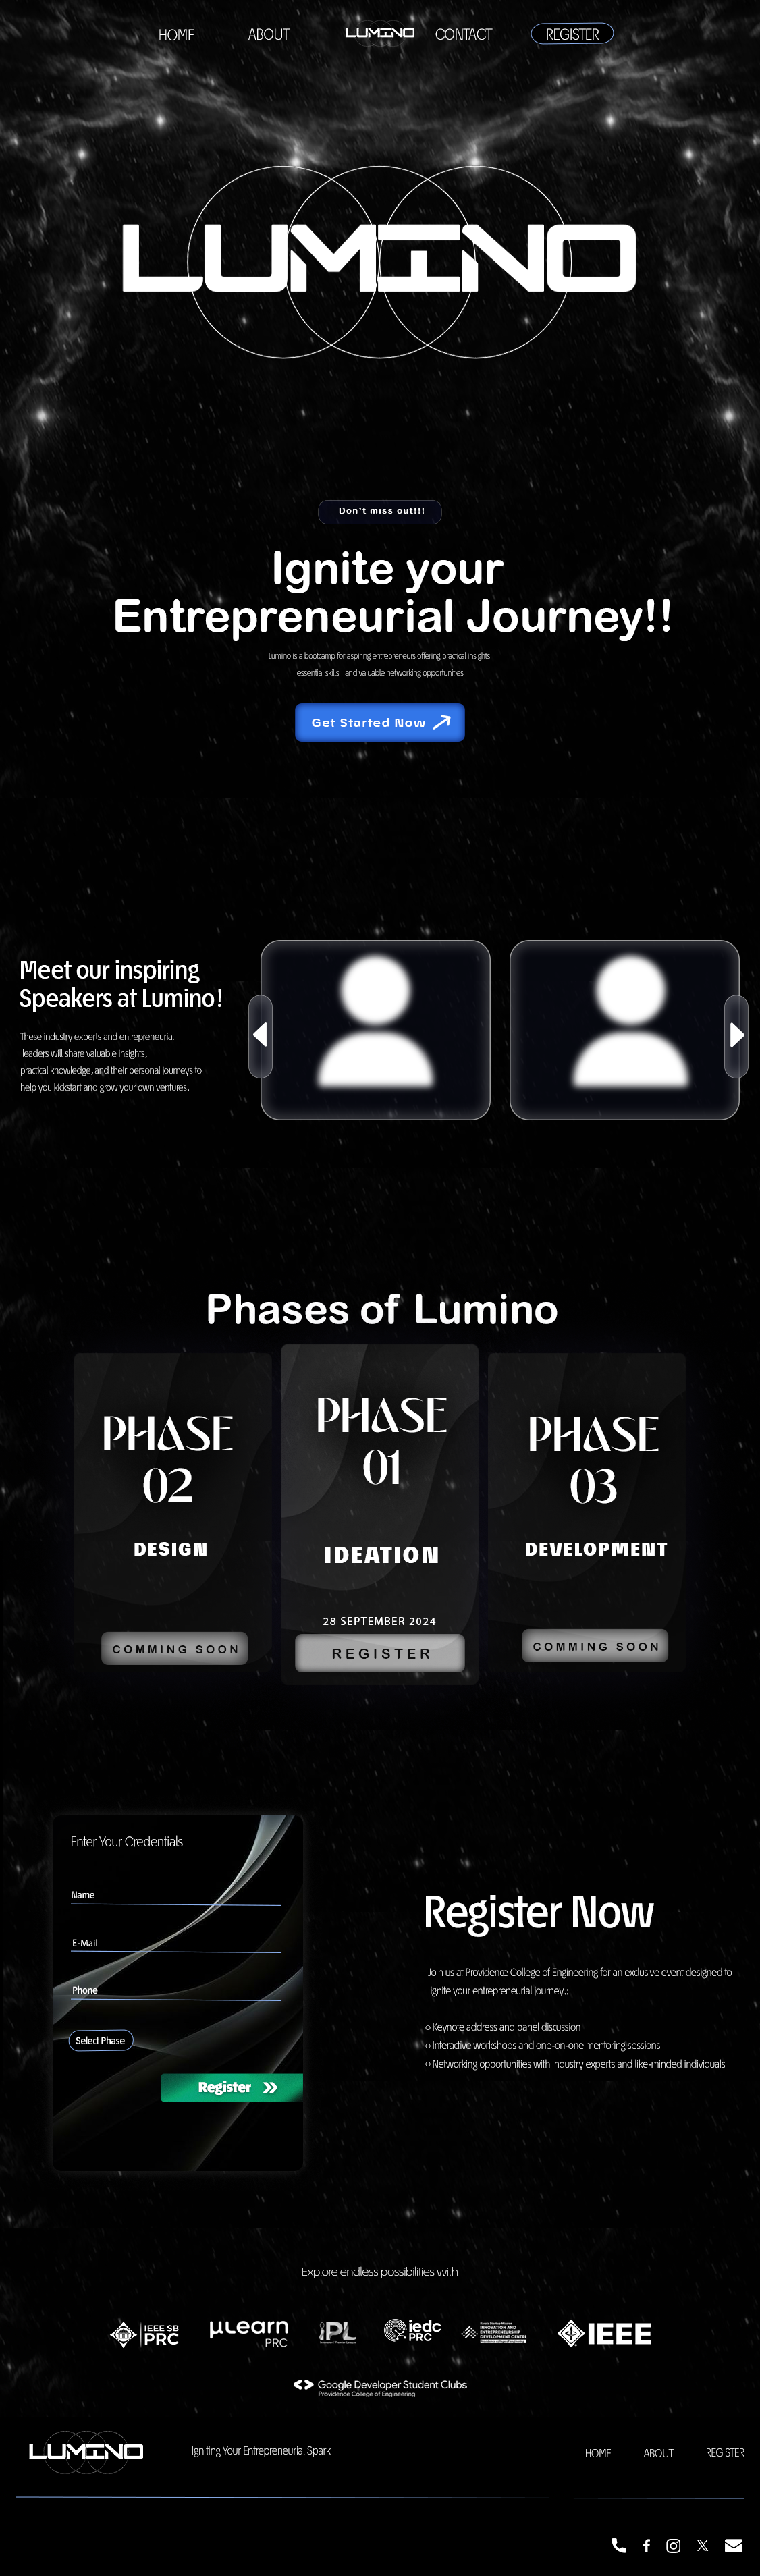 HOME
ABOUT
LUMINO
CONTACT
REGISTER
LUMINO
Don't miss out!!!
Ignite your
Entrepreneurial Journey!!
Lumino is a bootcamp for aspiring entrepreneurs offering practical insights
essential skills and valuable networking opportunities
Get Started Now
Meet our inspiring
Speakers at Lumino!
These industry experts and entrepreneurial
leaders will share valuable insights,
practical knowledge, and their personal journeys to
help you kickstart and grow your own ventures.
Phases of Lumino
PHASE
02
DESIGN
COMMING SOON
PHASE
01
IDEATION
28 SEPTEMBER 2024
REGISTER
PHASE
03
DEVELOPMENT
COMMING SOON
Enter Your Credentials
Name
E-Mail
Phone
Select Phase
Register
Register Now
Join us at Providence College of Engineering for an exclusive event designed to
ignite your entrepreneurial journey.:
Keynote address and panel discussion
Interactive workshops and one-on-one mentoring sessions
Networking opportunities with industry experts and like-minded individuals
Explore endless possibilities with
IEEE SB
PRC
µLearn
PRC
iPL
iedc
PRC
INNOVATION AND
ENTREPRENEURSHIP
DEVELOPMENT CENTRE
IEEE
Google Developer Student Clubs
Providence College of Engineering
LUMINO
Igniting Your Entrepreneurial Spark
HOME
ABOUT
REGISTER